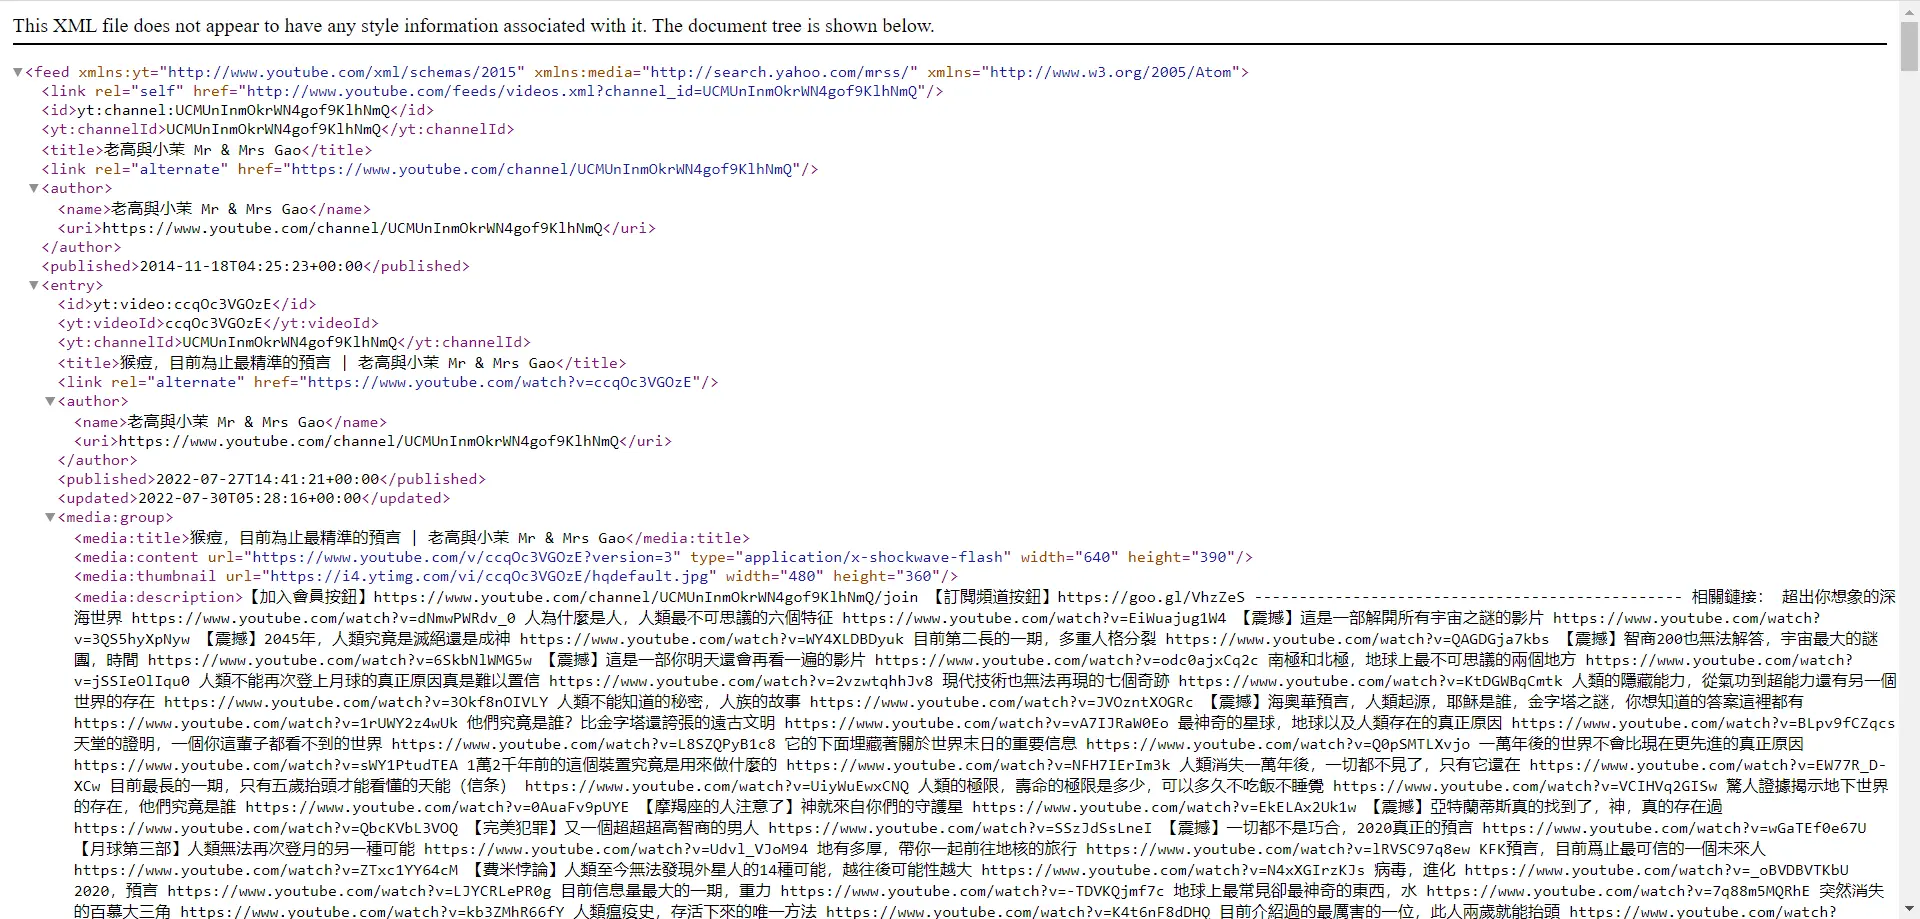 This XML file does not appear to have any style information associated with it. The document tree is shown below.
▼<feed xmlns:yt="http://www.youtube.com/xml/schemas/2015" xmlns:media="http://search.yahoo.com/mrss/" xmlns="http://www.w3.org/2005/Atom">
<link rel="self" href="http://www.youtube.com/feeds/videos.xml?channel_id=UCMUnInmOkrWN4gof9KlhNmQ"/>
<id>yt:channel:UCMUnInmOkrWN4gof9KlhNmQ</id>
<yt:channelId>UCMUnInmOkrWN4gof9KlhNmQ</yt:channelId>
<title>老高與小茉 Mr & Mrs Gao</title>
<link rel="alternate" href="https://www.youtube.com/channel/UCMUnInmOkrWN4gof9KlhNmQ"/>
▼<author>
<name>老高與小茉 Mr & Mrs Gao</name>
<uri>https://www.youtube.com/channel/UCMUnInmOkrWN4gof9KlhNmQ</uri>
</author>
<published>2014-11-18T04:25:23+00:00</published>
▼<entry>
<id>yt:video:ccqOc3VGOzE</id>
<yt:videoId>ccqOc3VGOzE</yt:videoId>
<yt:channelId>UCMUnInmOkrWN4gof9KlhNmQ</yt:channelId>
<title>猴痘，目前為止最精準的預言 | 老高與小茉 Mr & Mrs Gao</title>
<link rel="alternate" href="https://www.youtube.com/watch?v=ccqOc3VGOzE"/>
▼<author>
<name>老高與小茉 Mr & Mrs Gao</name>
<uri>https://www.youtube.com/channel/UCMUnInmOkrWN4gof9KlhNmQ</uri>
</author>
<published>2022-07-27T14:41:21+00:00</published>
<updated>2022-07-30T05:28:16+00:00</updated>
▼<media:group>
<media:title>猴痘，目前為止最精準的預言 | 老高與小茉 Mr & Mrs Gao</media:title>
<media:content url="https://www.youtube.com/v/ccqOc3VGOzE?version=3" type="application/x-shockwave-flash" width="640" height="390"/>
<media:thumbnail url="https://i4.ytimg.com/vi/ccqOc3VGOzE/hqdefault.jpg" width="480" height="360"/>
<media:description>【加入會員按鈕】https://www.youtube.com/channel/UCMUnInmOkrWN4gof9KlhNmQ/join 【訂閱頻道按鈕】https://goo.gl/VhzZeS ------------------------------------------------ 相關鏈接： 超出你想象的深
海世界 https://www.youtube.com/watch?v=dNmwPWRdv_0 人為什麼是人，人類最不可思議的六個特征 https://www.youtube.com/watch?v=EiWuajug1W4 【震撼】這是一部解開所有宇宙之謎的影片 https://www.youtube.com/watch?
v=3QS5hyXpNyw 【震撼】2045年，人類究竟是滅絕還是成神 https://www.youtube.com/watch?v=WY4XLDBDyuk 目前第二長的一期，多重人格分裂 https://www.youtube.com/watch?v=QAGDGja7kbs 【震撼】智商200也無法解答，宇宙最大的謎
團，時間 https://www.youtube.com/watch?v=6SkbNlWMG5w 【震撼】這是一部你明天還會再看一遍的影片 https://www.youtube.com/watch?v=odc0ajxCq2c 南極和北極，地球上最不可思議的兩個地方 https://www.youtube.com/watch?
v=jSSIeOlIqu0 人類不能再次登上月球的真正原因真是難以置信 https://www.youtube.com/watch?v=2vzwtqhhJv8 現代技術也無法再現的七個奇跡 https://www.youtube.com/watch?v=KtDGWBqCmtk 人類的隱藏能力，從氣功到超能力還有另一個
世界的存在 https://www.youtube.com/watch?v=3Okf8nOIVLY 人類不能知道的秘密，人族的故事 https://www.youtube.com/watch?v=JVOzntXOGRc 【震撼】海奧華預言，人類起源，耶穌是誰，金字塔之謎，你想知道的答案這裡都有
https://www.youtube.com/watch?v=1rUWY2z4wUk 他們究竟是誰？比金字塔還誇張的遠古文明 https://www.youtube.com/watch?v=vA7IJRaW0Eo 最神奇的星球，地球以及人類存在的真正原因 https://www.youtube.com/watch?v=BLpv9fCZqcs
天堂的證明，一個你這輩子都看不到的世界 https://www.youtube.com/watch?v=L8SZQPyB1c8 它的下面埋藏著關於世界末日的重要信息 https://www.youtube.com/watch?v=Q0pSMTLXvjo 一萬年後的世界不會比現在更先進的真正原因
https://www.youtube.com/watch?v=sWY1PtudTEA 1萬2千年前的這個裝置究竟是用來做什麼的 https://www.youtube.com/watch?v=NFH7IErIm3k 人類消失一萬年後，一切都不見了，只有它還在 https://www.youtube.com/watch?v=EW77R_D-
XCw 目前最長的一期，只有五歲抬頭才能看懂的天能（信条） https://www.youtube.com/watch?v=UiyWuEwxCNQ 人類的極限，壽命的極限是多少，可以多久不吃飯不睡覺 https://www.youtube.com/watch?v=VCIHVq2GISw 驚人證據揭示地下世界
的存在，他們究竟是誰 https://www.youtube.com/watch?v=0AuaFv9pUYE 【摩羯座的人注意了】神就來自你們的守護星 https://www.youtube.com/watch?v=EkELAx2Uk1w 【震撼】亞特蘭蒂斯真的找到了，神，真的存在過
https://www.youtube.com/watch?v=QbcKVbL3VOQ 【完美犯罪】又一個超超超高智商的男人 https://www.youtube.com/watch?v=SSzJdSsLneI 【震撼】一切都不是巧合，2020真正的預言 https://www.youtube.com/watch?v=wGaTEf0e67U
【月球第三部】人類無法再次登月的另一種可能 https://www.youtube.com/watch?v=Udvl_VJoM94 地有多厚，帶你一起前往地核的旅行 https://www.youtube.com/watch?v=lRVSC97q8ew KFK預言，目前爲止最可信的一個未來人
https://www.youtube.com/watch?v=ZTxc1YY64cM 【費米悖論】人類至今無法發現外星人的14種可能，越往後可能性越大 https://www.youtube.com/watch?v=N4xXGIrzKJs 病毒，進化 https://www.youtube.com/watch?v=_oBVDBVTKbU
2020，預言 https://www.youtube.com/watch?v=LJYCRLePR0g 目前信息量最大的一期，重力 https://www.youtube.com/watch?v=-TDVKQjmf7c 地球上最常見卻最神奇的東西，水 https://www.youtube.com/watch?v=7q88m5MQRhE 突然消失
的百慕大三角 https://www.youtube.com/watch?v=kb3ZMhR66fY 人類瘟疫史，存活下來的唯一方法 https://www.youtube.com/watch?v=K4t6nF8dDHQ 目前介紹過的最厲害的一位，此人兩歲就能抬頭 https://www.youtube.com/watch?